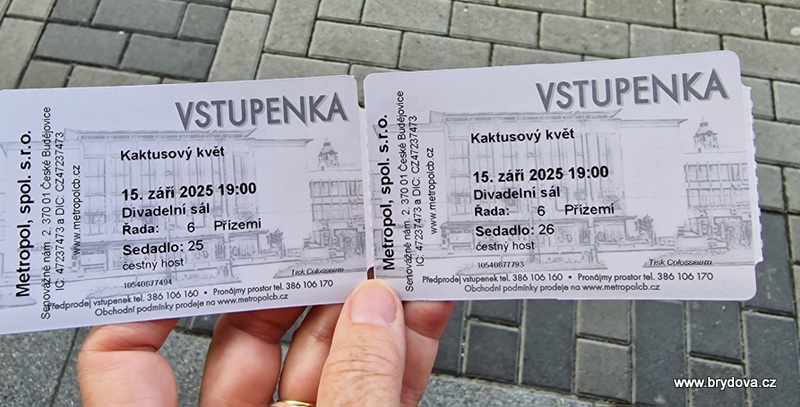 VSTUPENKA
Metropol, spol. s.r.o.
Senovážné nám. 2, 370 01 České Budějovice
IČ: 47237473 a DIČ: CZ47237473
www.metropolcb.cz
Kaktusový květ
15. září 2025 19:00
Divadelní sál
Řada: 6 Přízemí
Sedadlo: 25
čestný host
10540677494
Tisk Colosseum
Předprodej vstupenek tel. 386 106 160 • Pronájmy prostor tel. 386 106 170
Obchodní podmínky prodeje na www.metropolcb.cz
VSTUPENKA
Metropol, spol. s.r.o.
Senovážné nám. 2, 370 01 České Budějovice
IČ: 47237473 a DIČ: CZ47237473
www.metropolcb.cz
Kaktusový květ
15. září 2025 19:00
Divadelní sál
Řada: 6 Přízemí
Sedadlo: 26
čestný host
10540677793
Tisk Colosseum
Předprodej vstupenek tel. 386 106 160 • Pronájmy prostor tel. 386 106 170
Obchodní podmínky prodeje na www.metropolcb.cz
www.brydova.cz